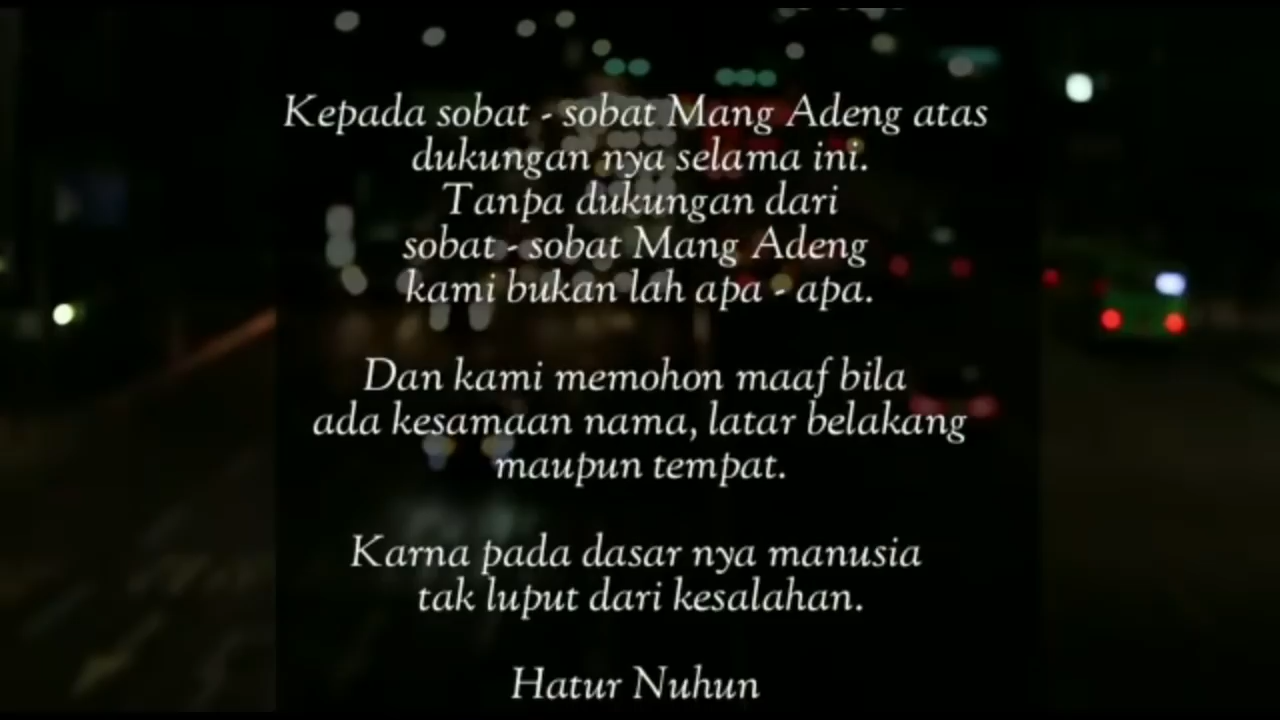 Kepada sobat - sobat Mang Adeng atas
dukungan nya selama ini.
Tanpa dukungan dari
sobat - sobat Mang Adeng
kami bukan lah apa - apa.
Dan kami memohon maaf bila
ada kesamaan nama, latar belakang
maupun tempat.
Karna pada dasar nya manusia
tak luput dari kesalahan.
Hatur Nuhun